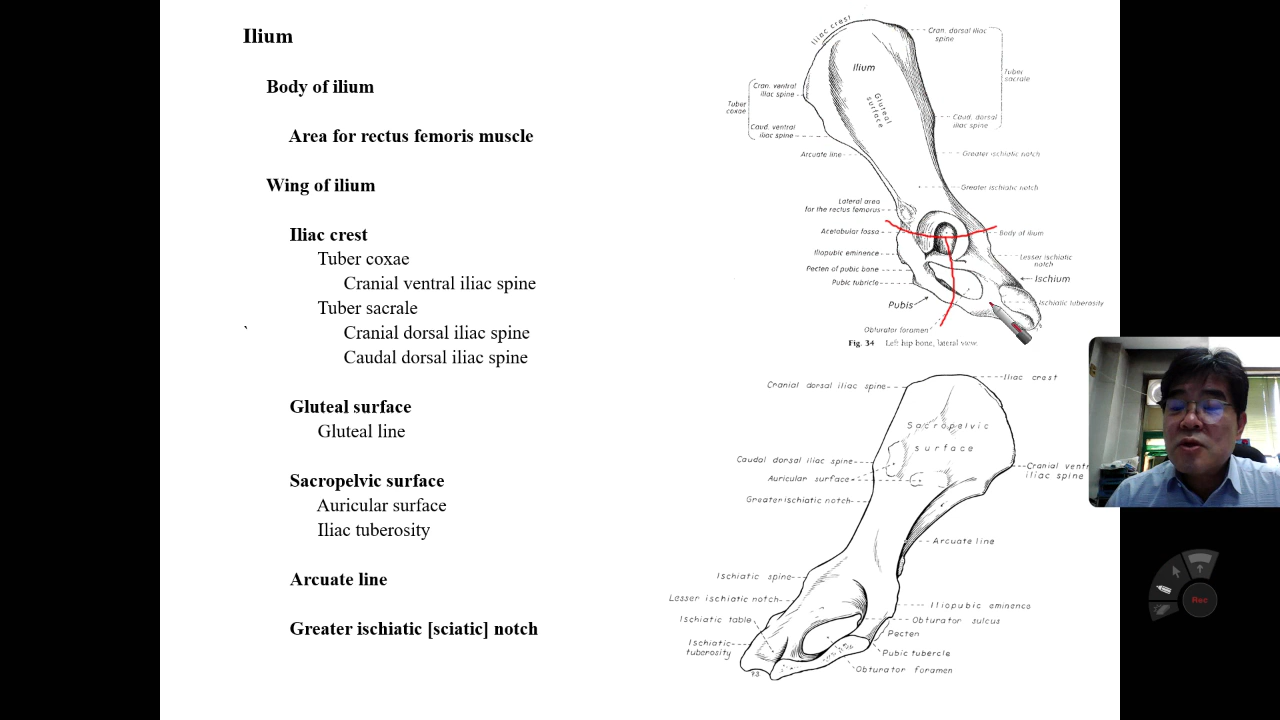 Ilium
Body of ilium
Area for rectus femoris muscle
Wing of ilium
Iliac crest
Tuber coxae
Cranial ventral iliac spine
Tuber sacrale
`
Cranial dorsal iliac spine
Caudal dorsal iliac spine
Gluteal surface
Gluteal line
Sacropelvic surface
Auricular surface
Iliac tuberosity
Arcuate line
Greater ischiatic [sciatic] notch
Iliac crest
Cran. dorsal iliac
spine
Ilium
Tuber
sacrale
Cran. ventral
iliac spine
Tuber
coxae
Gluteal
surface
Caud. dorsal
iliac spine
Caud. ventral
iliac spine
Arcuate line
Greater ischiatic notch
Greater ischiatic notch
Lateral area
for the rectus femorus
Acetabular fossa
Body of ilium
Iliopubic eminence
Lesser ischiatic
notch
Pecten of pubic bone
Ischium
Pubic tubricle
Pubis
Ischiatic tuberosity
Obturator foramen
Fig. 34 Left hip bone, lateral view.
Iliac crest
Cranial dorsal iliac spine
Sacropelvic
surface
Caudal dorsal iliac spine
Cranial ventr
iliac spine
Auricular surface
Greater ischiatic notch
Arcuate line
Ischiatic spine
Lesser ischiatic notch
Iliopubic eminence
Ischiatic table
Obturator sulcus
Pecten
Ischiatic
tuberosity
Pubic tubercle
Obturator foramen
Rec